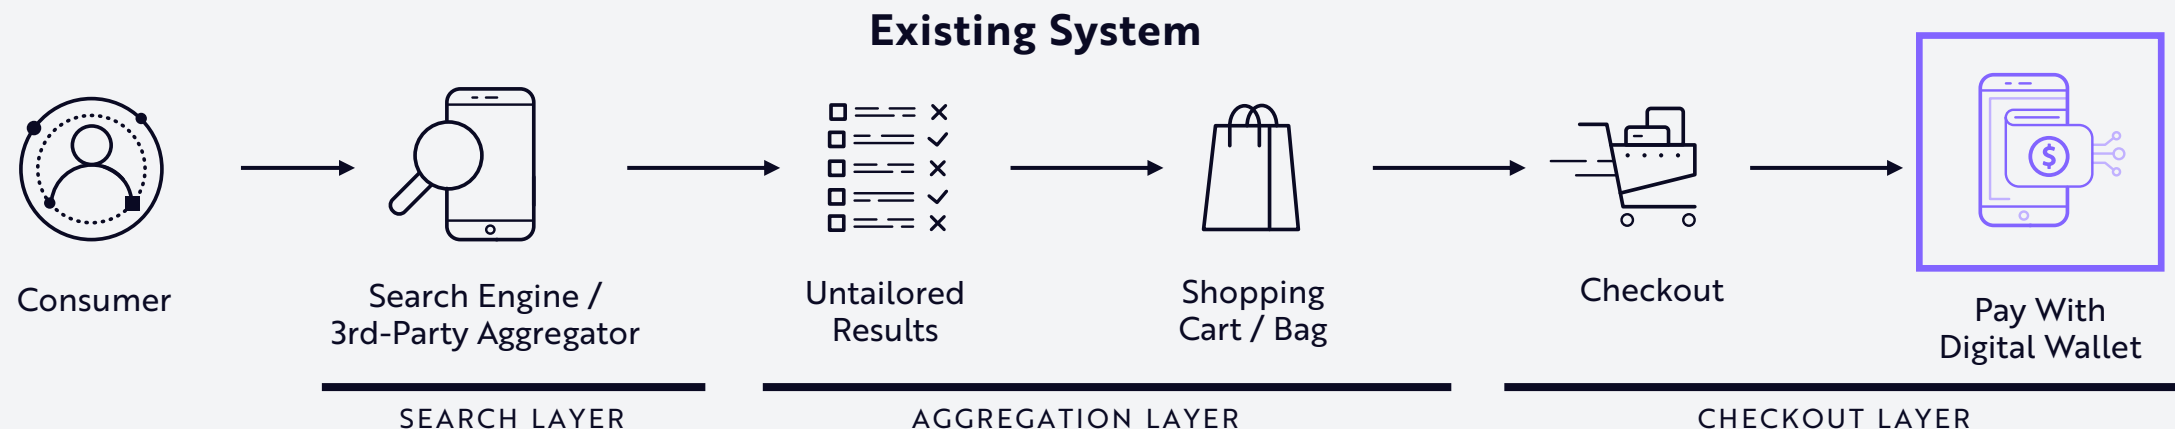 Existing System
Consumer
Search Engine /
3rd-Party Aggregator
Untailored
Results
Shopping
Cart / Bag
Checkout
$
Pay With
Digital Wallet
SEARCH LAYER
AGGREGATION LAYER
CHECKOUT LAYER